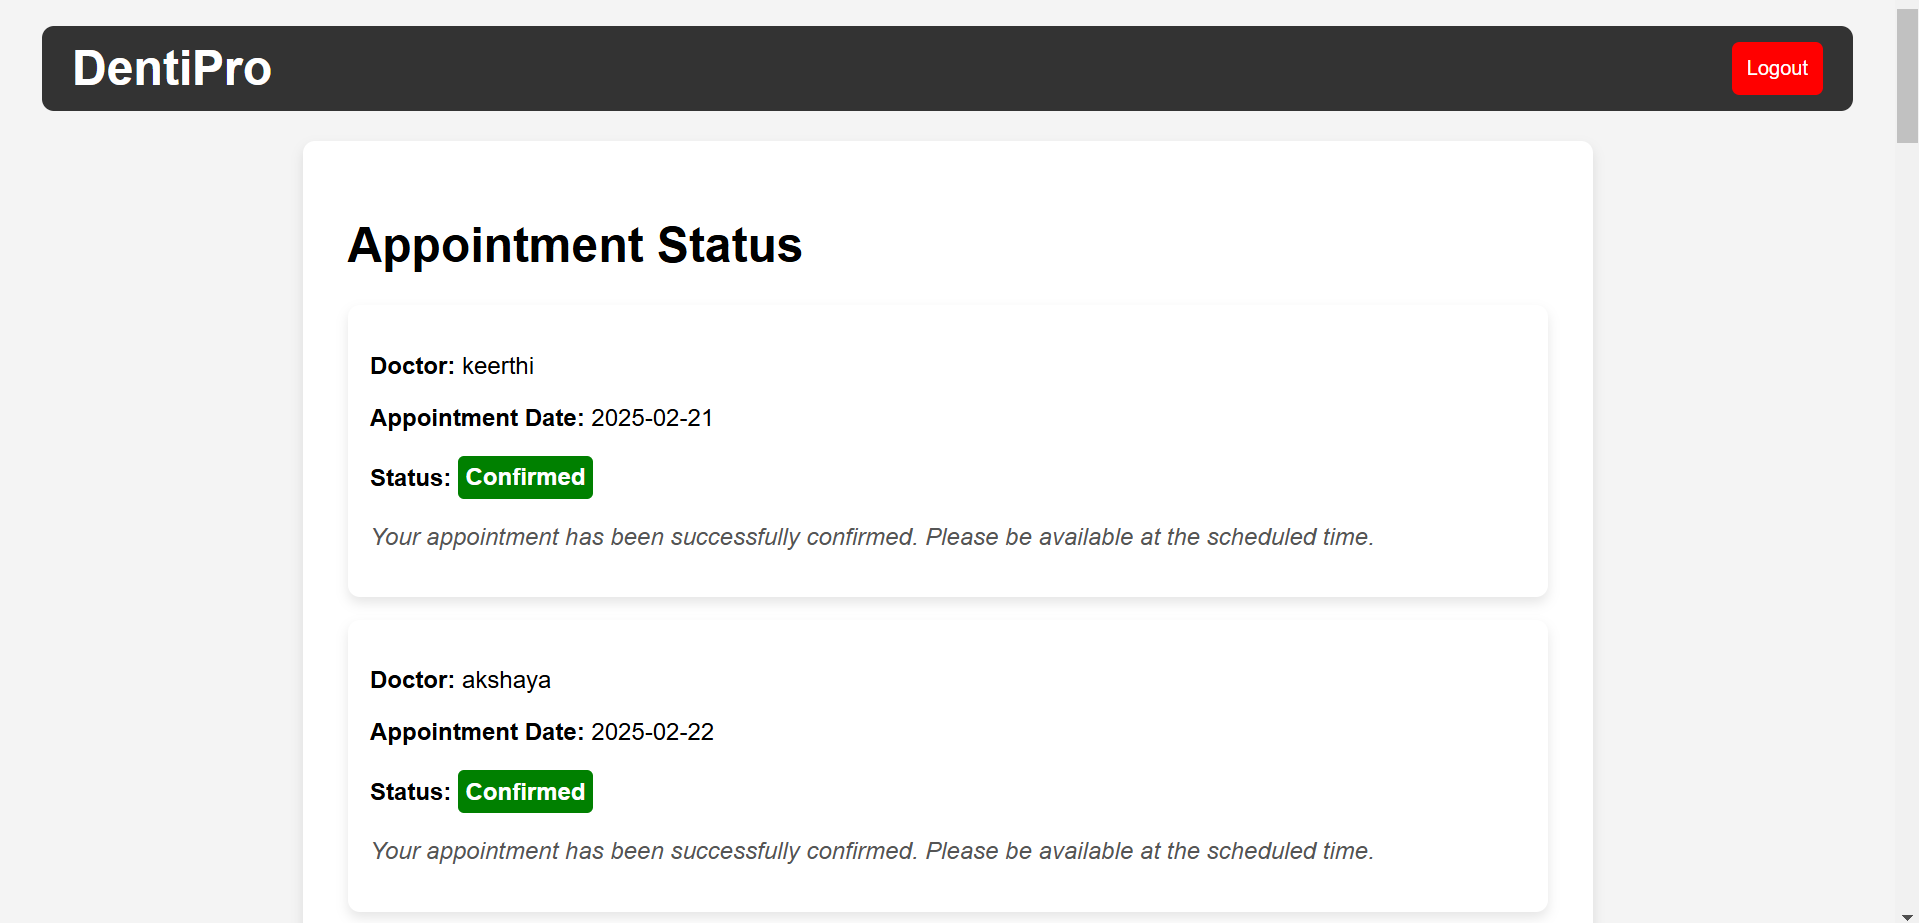 DentiPro
Logout
Appointment Status
Doctor: keerthi
Appointment Date: 2025-02-21
Status: Confirmed
Your appointment has been successfully confirmed. Please be available at the scheduled time.
Doctor: akshaya
Appointment Date: 2025-02-22
Status: Confirmed
Your appointment has been successfully confirmed. Please be available at the scheduled time.